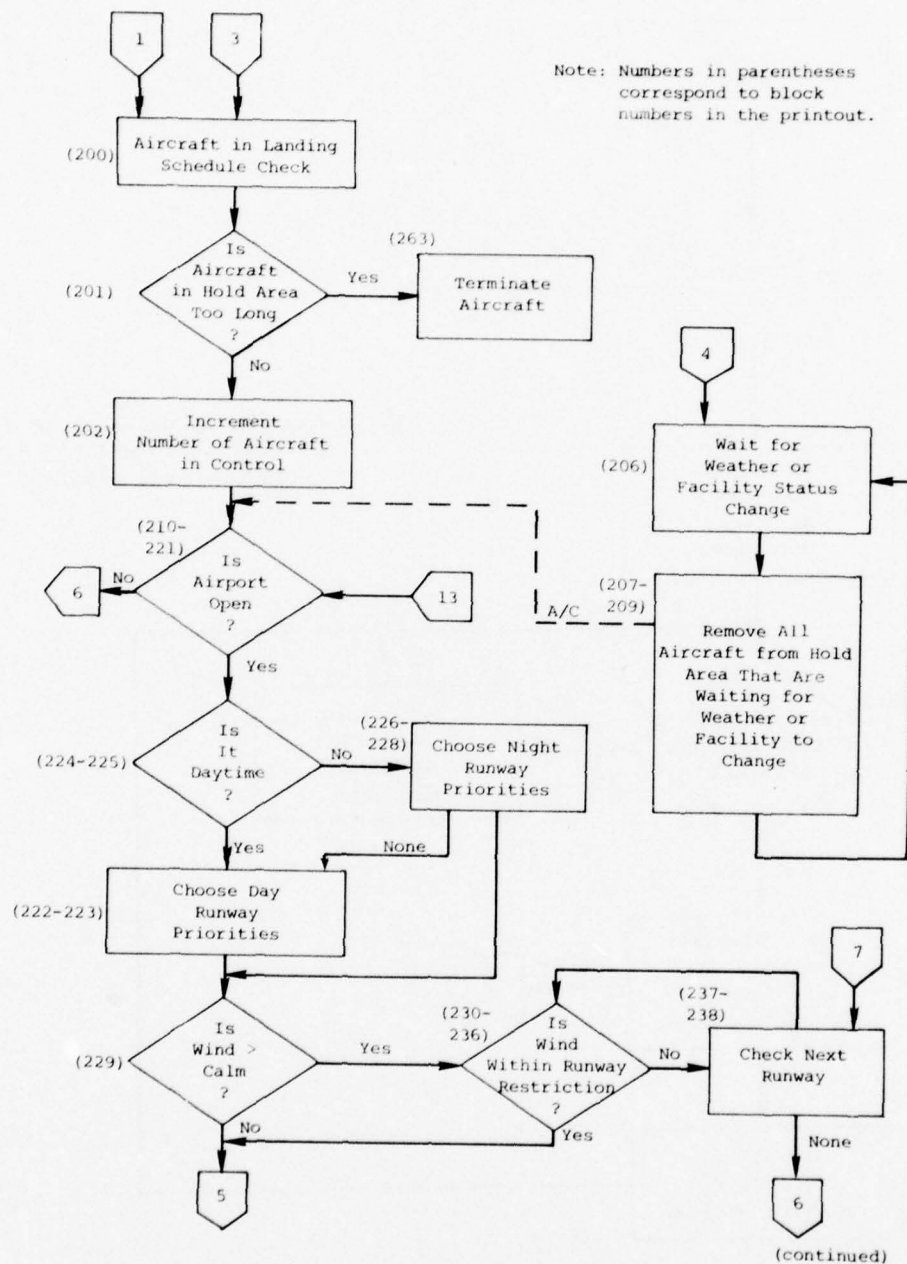 1
3
Note: Numbers in parentheses
correspond to block
numbers in the printout.
(200)
Aircraft in Landing
Schedule Check
(201)
Is
Aircraft
in Hold Area
Too Long
?
Yes
(263)
Terminate
Aircraft
No
(202)
Increment
Number of Aircraft
in Control
4
(206)
Wait for
Weather or
Facility Status
Change
(210-
221)
Is
Airport
Open
?
No
6
13
A/C
(207-
209)
Remove All
Aircraft from Hold
Area That Are
Waiting for
Weather or
Facility to
Change
Yes
(224-225)
Is
It
Daytime
?
No
(226-
228)
Choose Night
Runway
Priorities
Yes
None
(222-223)
Choose Day
Runway
Priorities
7
(229)
Is
Wind >
Calm
?
Yes
(230-
236)
Is
Wind
Within Runway
Restriction
?
No
(237-
238)
Check Next
Runway
No
Yes
None
5
6
(continued)